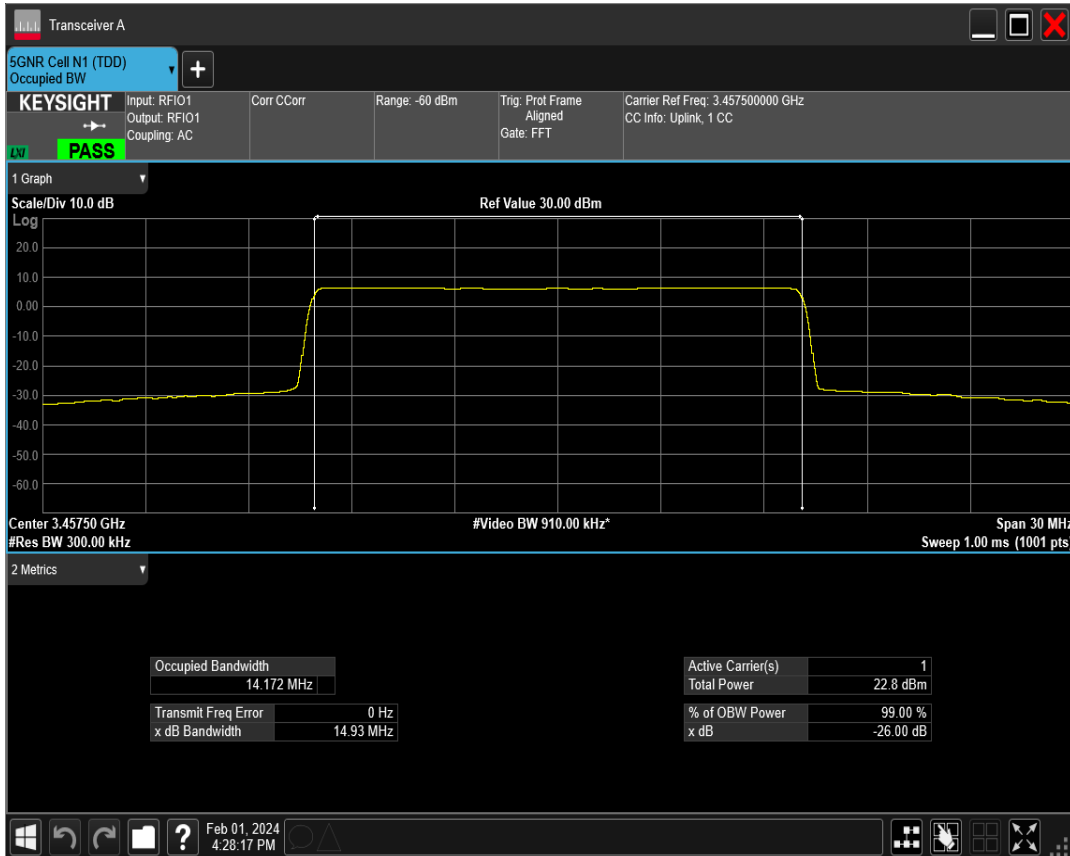 Transceiver A
5GNR Cell N1 (TDD)
Occupied BW
+
KEYSIGHT
LXI
PASS
Input: RFIO1
Output: RFIO1
Coupling: AC
Corr CCorr
Range: -60 dBm
Trig: Prot Frame
Aligned
Gate: FFT
Carrier Ref Freq: 3.457500000 GHz
CC Info: Uplink, 1 CC
1 Graph
Scale/Div 10.0 dB
Ref Value 30.00 dBm
Log
20.0
10.0
0.00
-10.0
-20.0
-30.0
-40.0
-50.0
-60.0
Center 3.45750 GHz
#Video BW 910.00 kHz*
Span 30 MHz
#Res BW 300.00 kHz
Sweep 1.00 ms (1001 pts)
2 Metrics
Occupied Bandwidth
14.172 MHz
Transmit Freq Error 0 Hz
x dB Bandwidth 14.93 MHz
Active Carrier(s) 1
Total Power 22.8 dBm
% of OBW Power 99.00 %
x dB -26.00 dB
?
Feb 01, 2024
4:28:17 PM